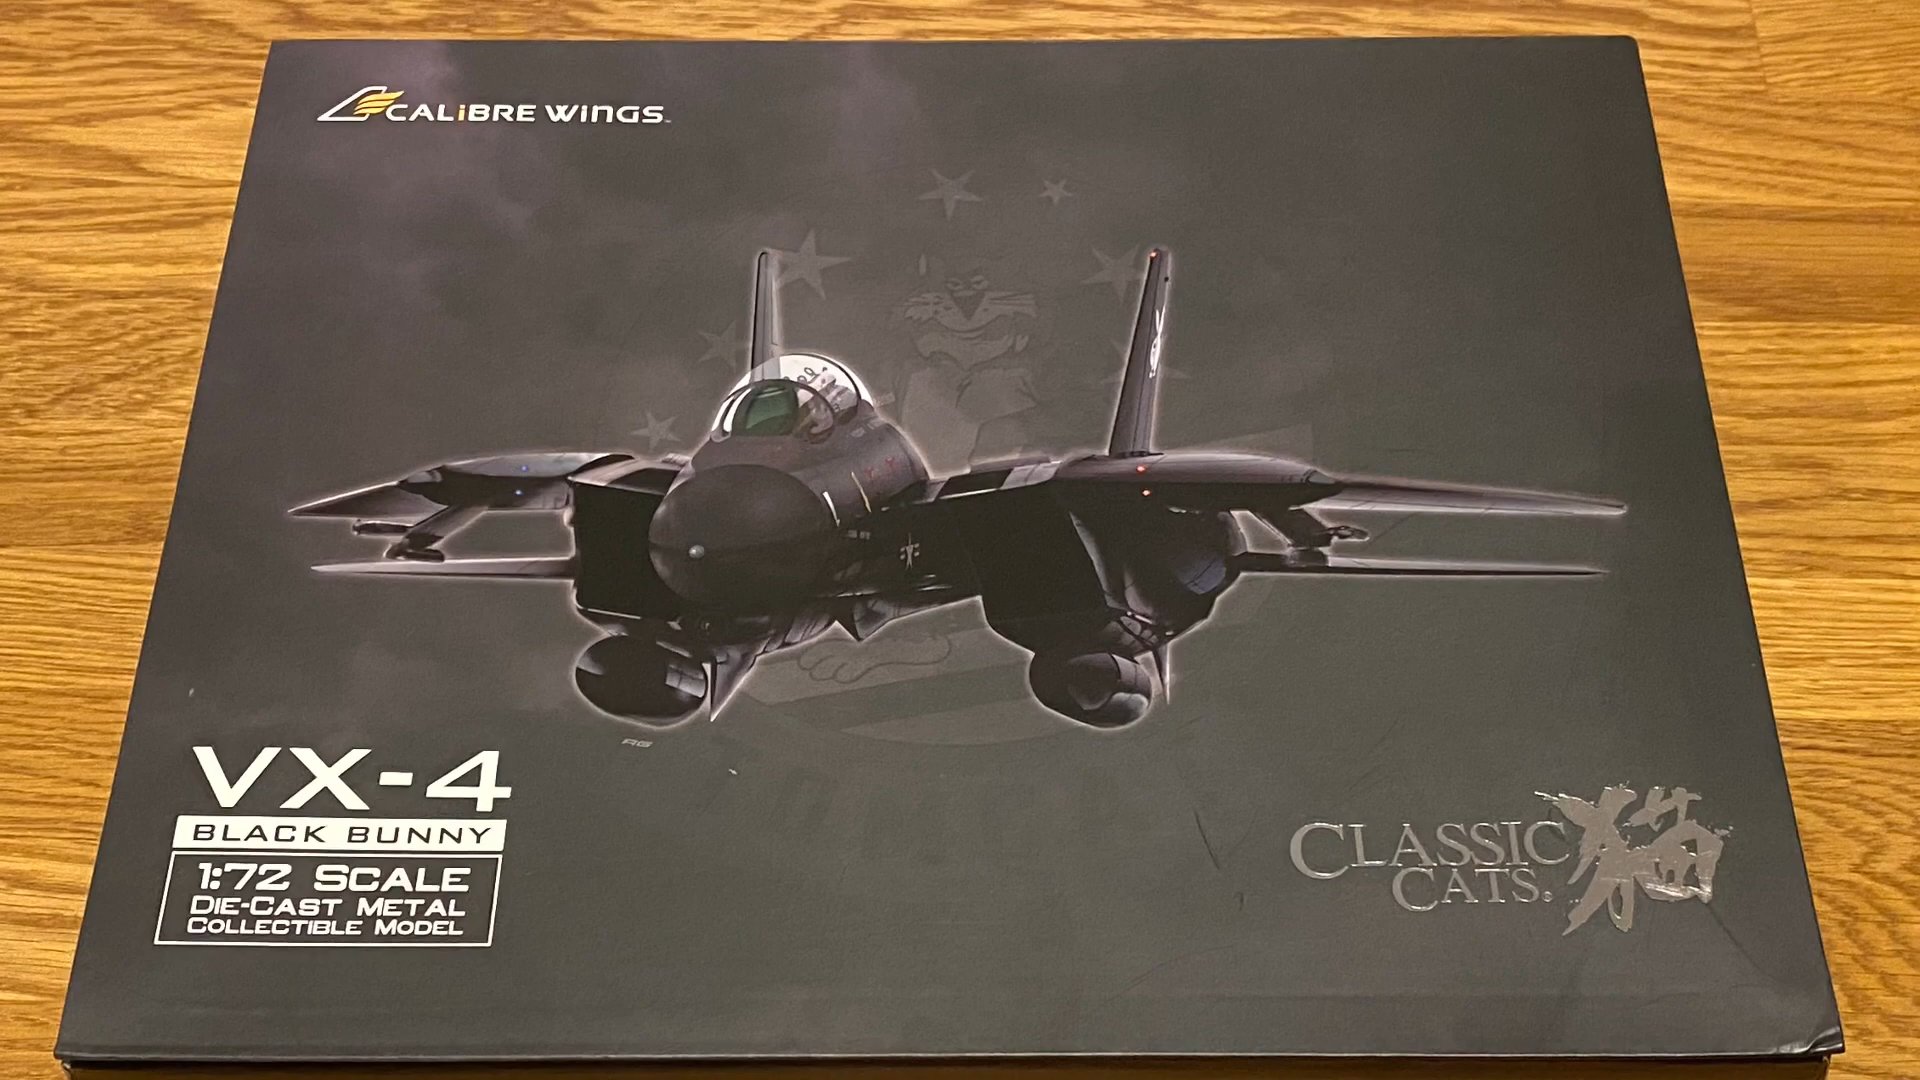 CALiBRE WINGS
VX-4
BLACK BUNNY
1:72 SCALE
DIE-CAST METAL
COLLECTIBLE MODEL
CLASSIC
CATS.
猫